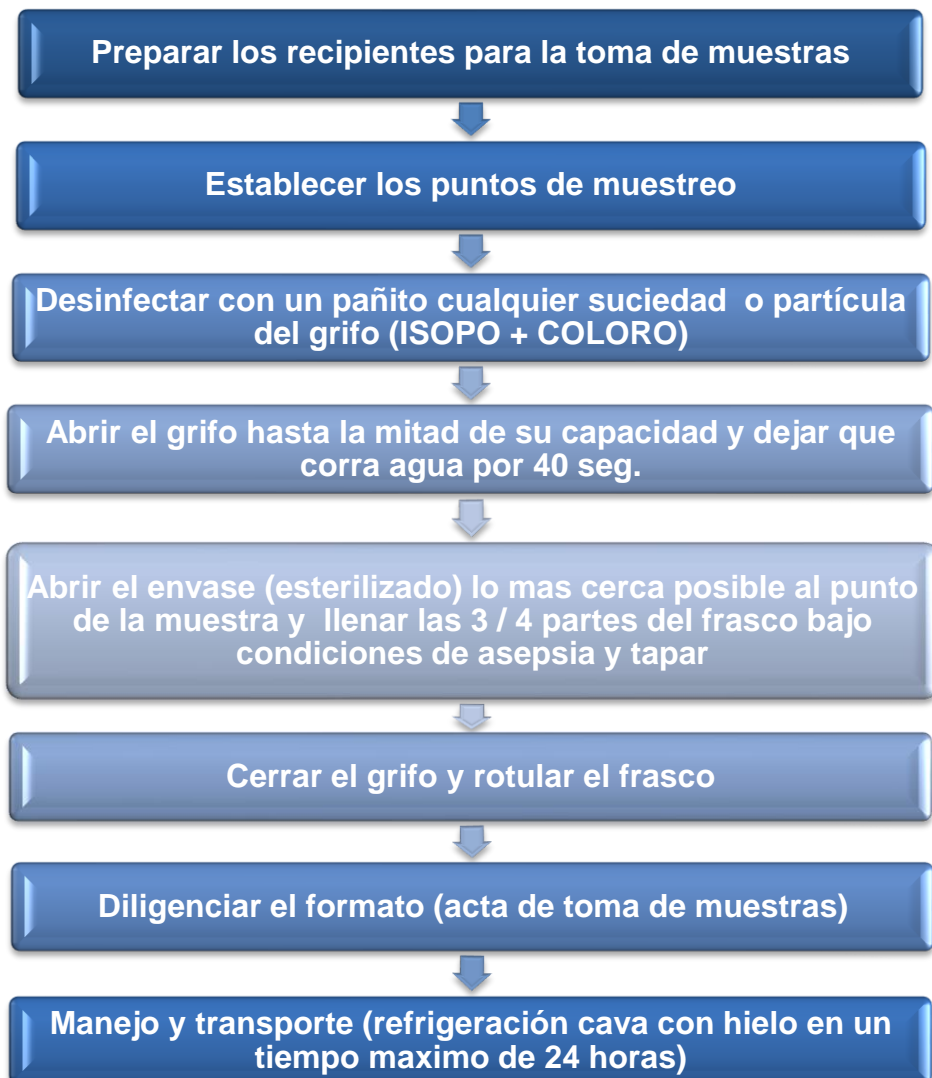 Preparar los recipientes para la toma de muestras
Establecer los puntos de muestreo
Desinfectar con un pañito cualquier suciedad o partícula
del grifo (ISOPO + COLORO)
Abrir el grifo hasta la mitad de su capacidad y dejar que
corra agua por 40 seg.
Abrir el envase (esterilizado) lo mas cerca posible al punto
de la muestra y llenar las 3 / 4 partes del frasco bajo
condiciones de asepsia y tapar
Cerrar el grifo y rotular el frasco
Diligenciar el formato (acta de toma de muestras)
Manejo y transporte (refrigeración cava con hielo en un
tiempo maximo de 24 horas)